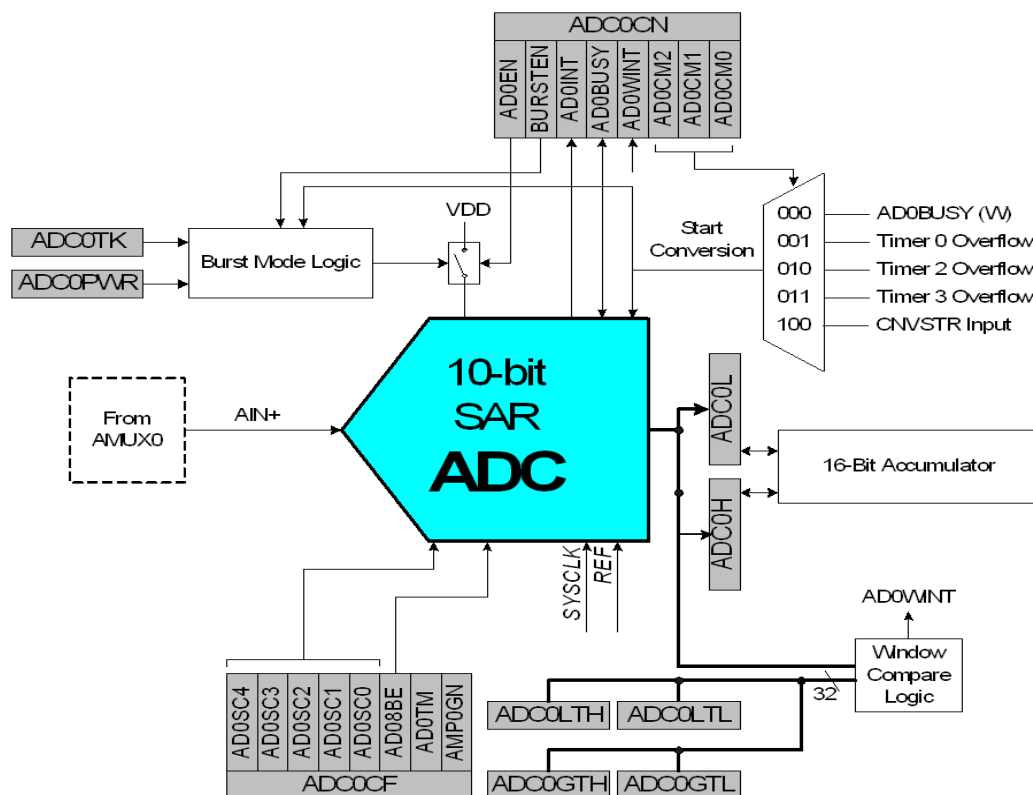 ADC0CN
AD0EN
BURSTEN
AD0INT
AD0BUSY
AD0WINT
AD0CM2
AD0CM1
AD0CM0
VDD
Start
Conversion
000
AD0BUSY (W)
001
Timer 0 Overflow
010
Timer 2 Overflow
011
Timer 3 Overflow
100
CNVSTR Input
ADC0TK
ADC0PWR
Burst Mode Logic
From
AMUX0
AIN+
10-bit
SAR
ADC
ADC0L
ADC0H
16-Bit Accumulator
SYSCLK
REF
AD0WINT
Window
Compare
Logic
32
AD0SC4
AD0SC3
AD0SC2
AD0SC1
AD0SC0
AD08BE
AD0TM
AMP0GN
ADC0CF
ADC0LTH
ADC0LTL
ADC0GTH
ADC0GTL